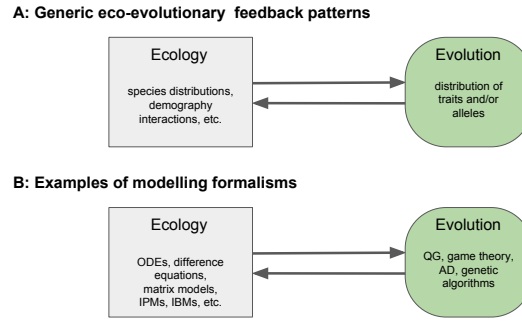 A: Generic eco-evolutionary feedback patterns
Ecology
species distributions,
demography
interactions, etc.
Evolution
distribution of
traits and/or
alleles
B: Examples of modelling formalisms
Ecology
ODEs, difference
equations,
matrix models,
IPMs, IBMs, etc.
Evolution
QG, game theory,
AD, genetic
algorithms